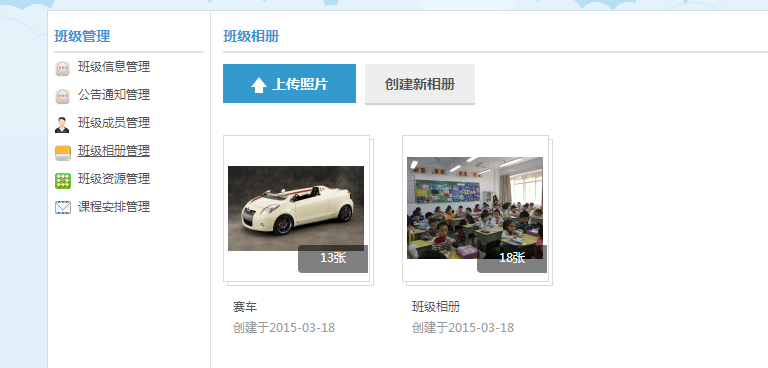 班级管理
班级信息管理
公告通知管理
班级成员管理
班级相册管理
班级资源管理
课程安排管理
班级相册
上传照片
创建新相册
13张
赛车
创建于2015-03-18
18张
班级相册
创建于2015-03-18